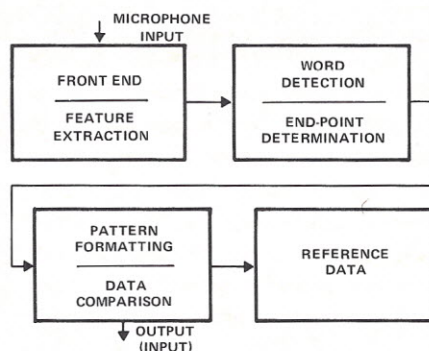 MICROPHONE
INPUT
FRONT END
FEATURE
EXTRACTION
WORD
DETECTION
END-POINT
DETERMINATION
PATTERN
FORMATTING
DATA
COMPARISON
REFERENCE
DATA
OUTPUT
(INPUT)